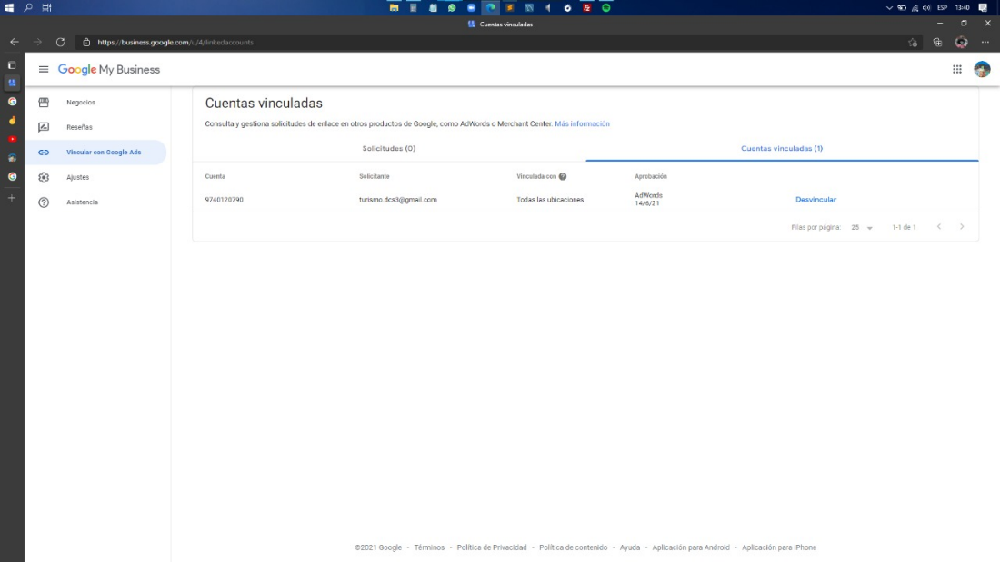 ESP
13:40
Cuentas vinculadas
https://business.google.com/u/4/linkedaccounts
Google My Business
Negocios
Reseñas
Vincular con Google Ads
Ajustes
Asistencia
Cuentas vinculadas
Consulta y gestiona solicitudes de enlace en otros productos de Google, como AdWords o Merchant Center. Más información
Solicitudes (0)
Cuentas vinculadas (1)
Cuenta
Solicitante
Vinculada con
Aprobación
9740120790
turismo.dcs3@gmail.com
Todas las ubicaciones
AdWords
14/6/21
Desvincular
Filas por página:
25
1-1 de 1
©2021 Google - Términos - Política de Privacidad - Política de contenido - Ayuda - Aplicación para Android - Aplicación para iPhone